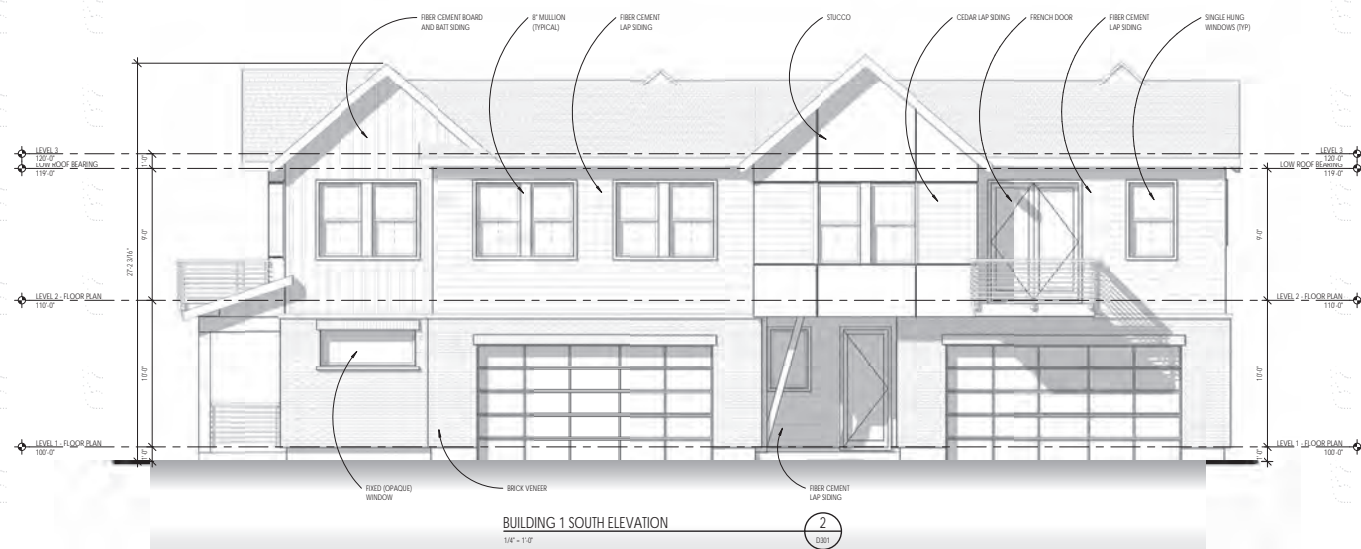 FIBER CEMENT BOARD
AND BATT SIDING
8" MULLION
(TYPICAL)
FIBER CEMENT
LAP SIDING
STUCCO
CEDAR LAP SIDING
FRENCH DOOR
FIBER CEMENT
LAP SIDING
SINGLE HUNG
WINDOWS (TYP)
LEVEL 3
120'-0"
LOW ROOF BEARING
119'-0"
LEVEL 3
120'-0"
LOW ROOF BEARING
119'-0"
1'-0"
9'-0"
27'-2 3/16"
9'-0"
LEVEL 2 - FLOOR PLAN
110'-0"
LEVEL 2 - FLOOR PLAN
110'-0"
10'-0"
10'-0"
LEVEL 1 - FLOOR PLAN
100'-0"
LEVEL 1 - FLOOR PLAN
100'-0"
1'-0"
1'-0"
FIXED (OPAQUE)
WINDOW
BRICK VENEER
FIBER CEMENT
LAP SIDING
BUILDING 1 SOUTH ELEVATION
1/4" = 1'-0"
2
D301